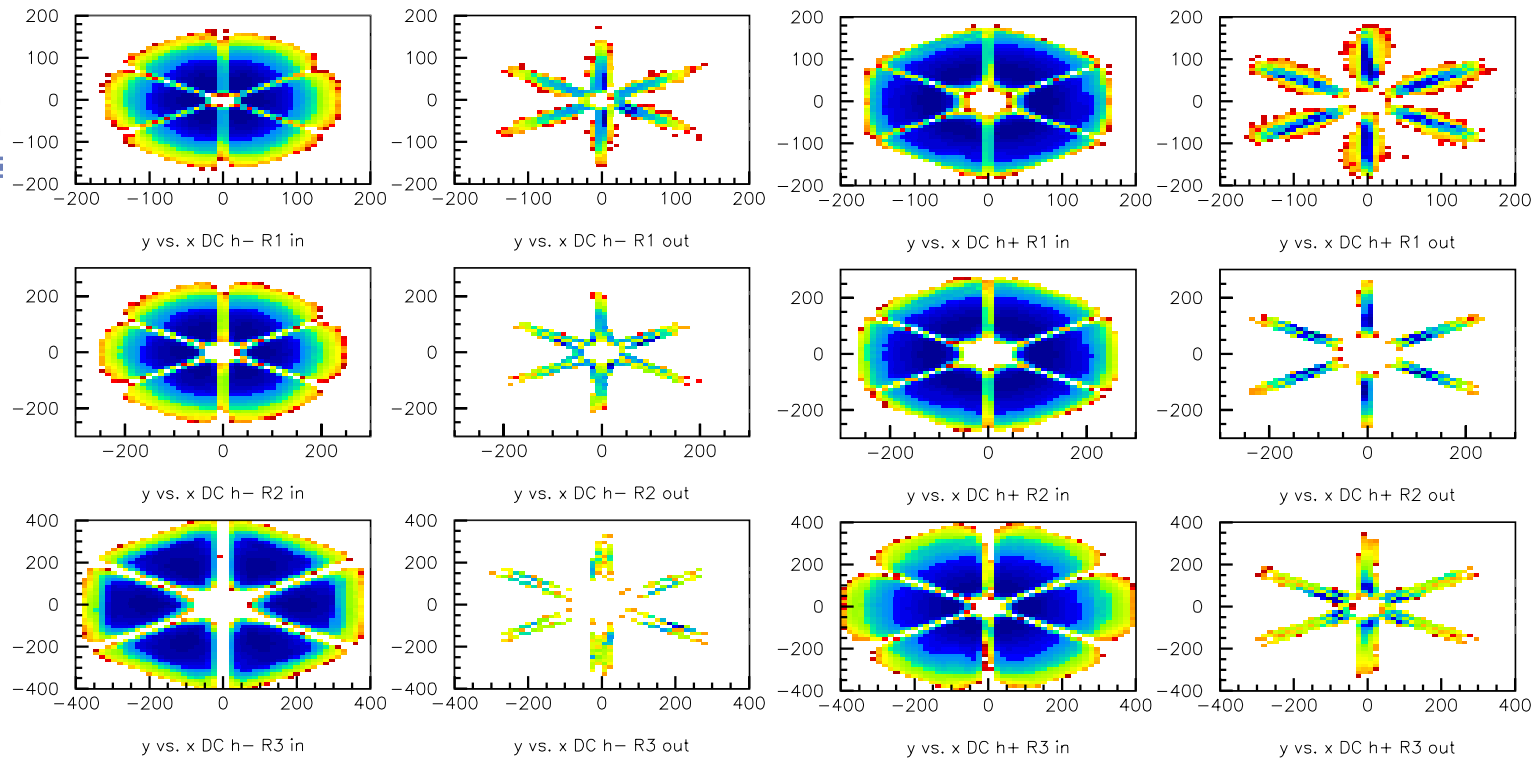 200 200 200 200
100 100 100 100
0 0 0 0
−100 −100 −100 −100
−200 −200 −200 −200
−200 −100 0 100 200 −200 −100 0 100 200 −200 −100 0 100 200 −200 −100 0 100 200
y vs. x DC h− R1 in y vs. x DC h− R1 out y vs. x DC h+ R1 in y vs. x DC h+ R1 out
200 200 200 200
0 0 0 0
−200 −200 −200 −200
−200 0 200 −200 0 200 −200 0 200 −200 0 200
y vs. x DC h− R2 in y vs. x DC h− R2 out y vs. x DC h+ R2 in y vs. x DC h+ R2 out
400 400 400 400
200 200 200 200
0 0 0 0
−200 −200 −200 −200
−400 −400 −400 −400
−400 −200 0 200 400 −400 −200 0 200 400 −400 −200 0 200 400 −400 −200 0 200 400
y vs. x DC h− R3 in y vs. x DC h− R3 out y vs. x DC h+ R3 in y vs. x DC h+ R3 out